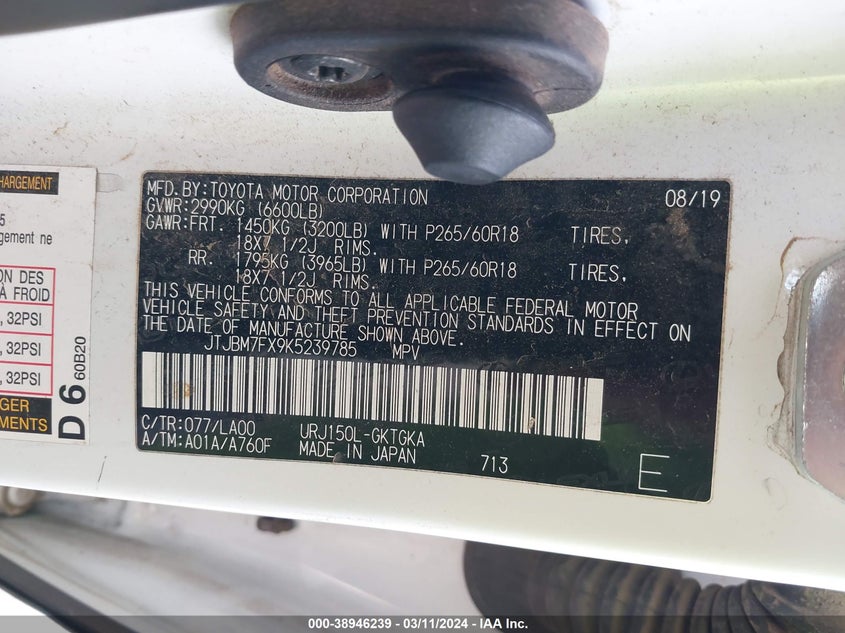 MFD.BY:TOYOTA MOTOR CORPORATION 08/19
GVWR:2990KG (6600LB)
GAWR:FRT. 1450KG (3200LB) WITH P265/60R18 TIRES,
18X7 1/2J RIMS.
RR. 1795KG (3965LB) WITH P265/60R18 TIRES,
18X7 1/2J RIMS.
THIS VEHICLE CONFORMS TO ALL APPLICABLE FEDERAL MOTOR
VEHICLE SAFETY AND THEFT PREVENTION STANDARDS IN EFFECT ON
THE DATE OF MANUFACTURE SHOWN ABOVE.
JTJBM7FX9K5239785 MPV
C/TR:077/LA00 URJ150L-GKTGKA
A/TM:A01A/A760F MADE IN JAPAN 713 E
HARGEMENT
5
gement ne
ON DES
A FROID
, 32PSI
, 32PSI
, 32PSI
GER
MENTS
D 6 60B20
000-38946239 - 03/11/2024 - IAA Inc.